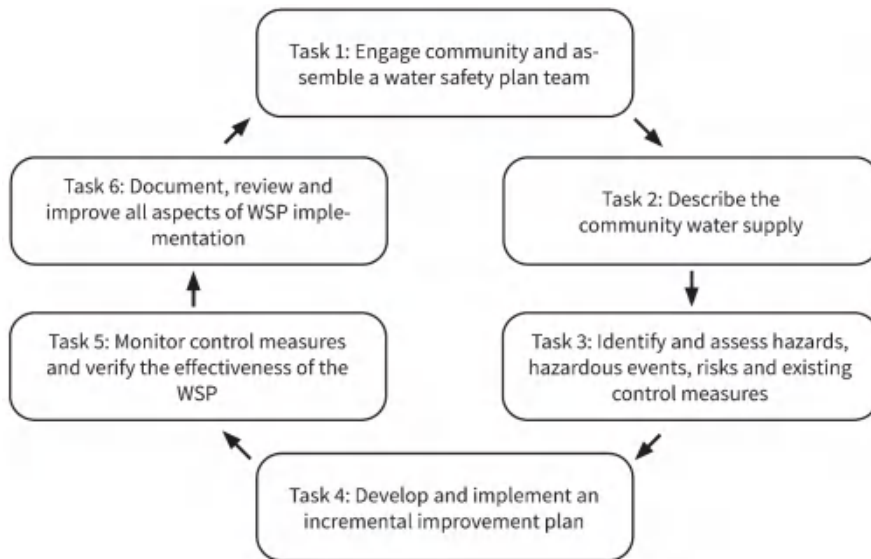 Task 1: Engage community and as-
semble a water safety plan team
Task 2: Describe the
community water supply
Task 3: Identify and assess hazards,
hazardous events, risks and existing
control measures
Task 4: Develop and implement an
incremental improvement plan
Task 5: Monitor control measures
and verify the effectiveness of the
WSP
Task 6: Document, review and
improve all aspects of WSP imple-
mentation